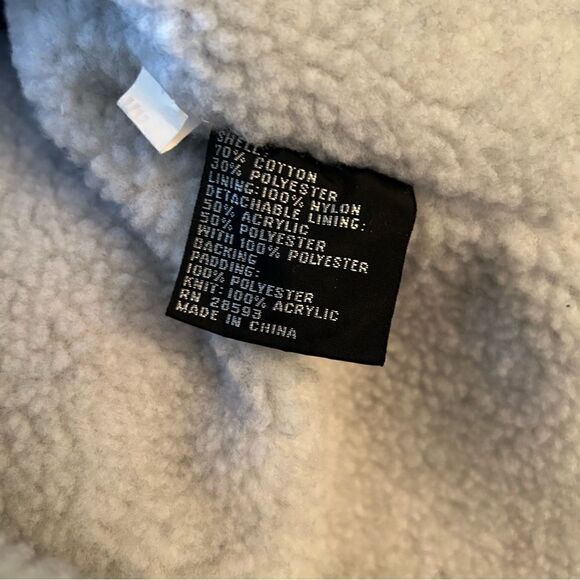 SHELL:
70% COTTON
30% POLYESTER
LINING:100% NYLON
DETACHABLE LINING:
50% ACRYLIC
50% POLYESTER
WITH 100% POLYESTER
BACKING
PADDING:
100% POLYESTER
KNIT: 100% ACRYLIC
RN 28593
MADE IN CHINA